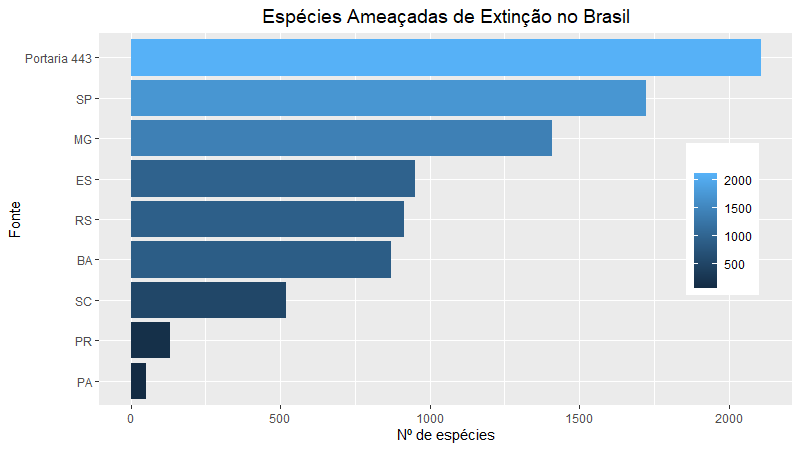 Espécies Ameaçadas de Extinção no Brasil
Fonte
Portaria 443
SP
MG
ES
RS
BA
SC
PR
PA
2000
1500
1000
500
0 500 1000 1500 2000
Nº de espécies